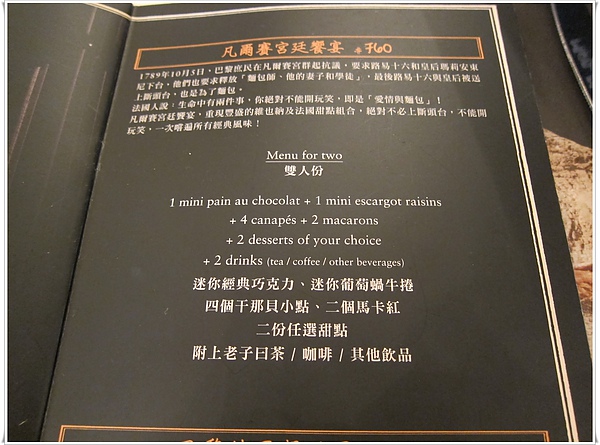 凡爾賽宮廷饗宴 $760
1789年10月5日，巴黎庶民在凡爾賽宮群起抗議，要求路易十六和皇后瑪莉安東
尼下台，他們也要求釋放「麵包師、他的妻子和學徒」，最後路易十六與皇后被送
上斷頭台，也是為了麵包。
法國人說：生命中有兩件事，你絕對不能開玩笑，即是「愛情與麵包」！
凡爾賽宮廷饗宴，重現豐盛的維也納及法國甜點組合，絕對不必上斷頭台，不能開
玩笑，一次嚐遍所有經典風味！
Menu for two
雙人份
1 mini pain au chocolat + 1 mini escargot raisins
+ 4 canapés + 2 macarons
+ 2 desserts of your choice
+ 2 drinks (tea / coffee / other beverages)
迷你經典巧克力、迷你葡萄蝸牛捲
四個干那貝小點、二個馬卡紅
二份任選甜點
附上老子曰茶 / 咖啡 / 其他飲品